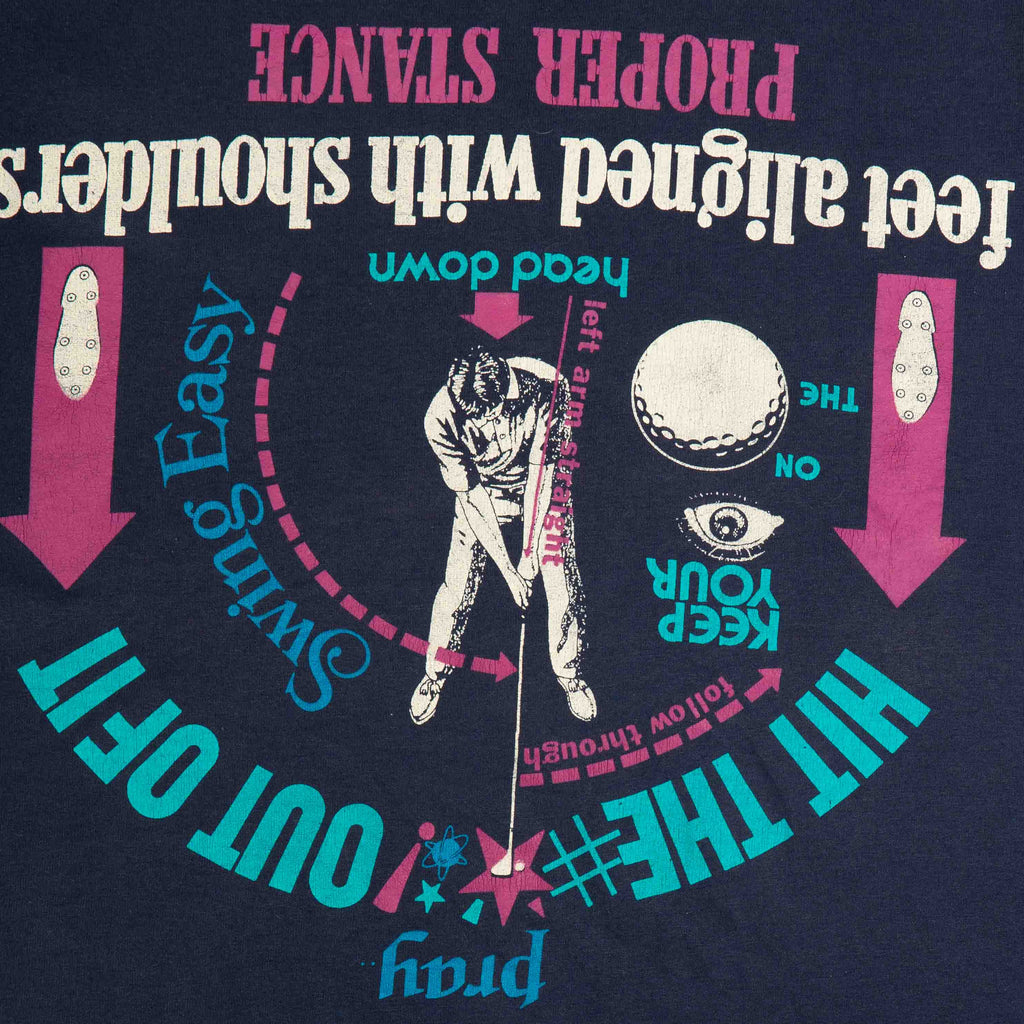 pray..
HIT THE #! OUT OF IT
follow through
KEEP
YOUR
ON
THE
Swing Easy
left arm straight
head down
feet aligned with shoulders
PROPER STANCE